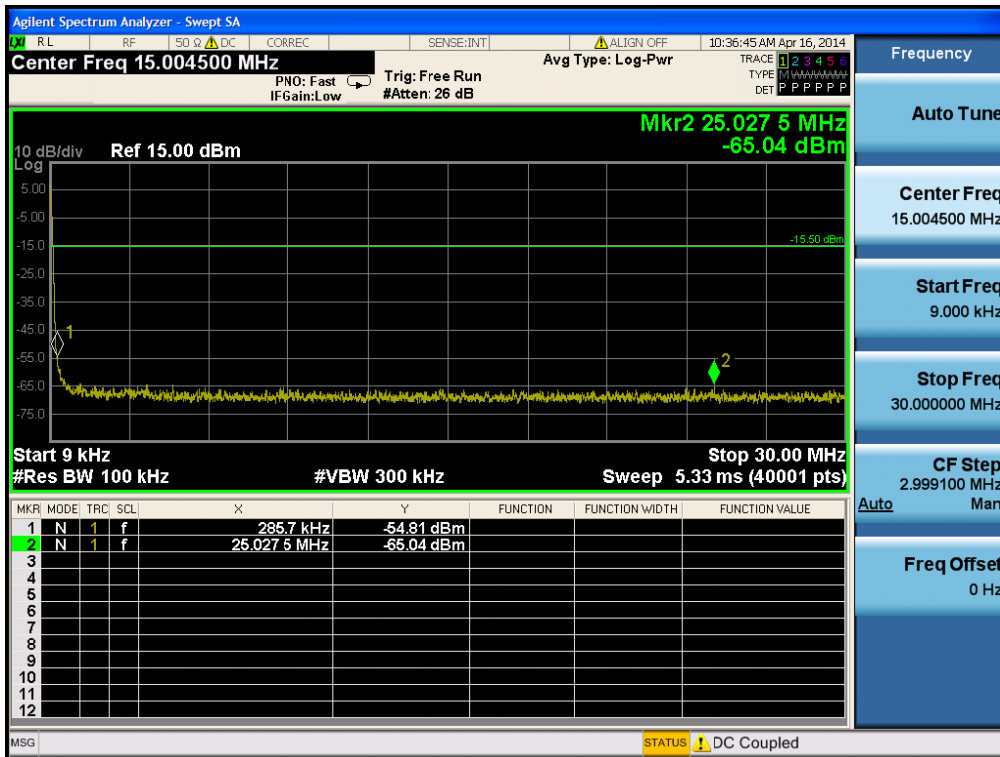 Agilent Spectrum Analyzer - Swept SA
LXI RL RF 50 Ω DC CORREC SENSE:INT ALIGN OFF 10:36:45 AM Apr 16, 2014
Center Freq 15.004500 MHz
PNO: Fast
IFGain:Low
Trig: Free Run
#Atten: 26 dB
Avg Type: Log-Pwr
TRACE 1 2 3 4 5 6
TYPE M W W W W W
DET P P P P P P
Mkr2 25.027 5 MHz
-65.04 dBm
10 dB/div Ref 15.00 dBm
Log
5.00
-5.00
-15.0
-15.50 dBm
-25.0
-35.0
-45.0
1
-55.0
2
-65.0
-75.0
Start 9 kHz Stop 30.00 MHz
#Res BW 100 kHz #VBW 300 kHz Sweep 5.33 ms (40001 pts)
MKR MODE TRC SCL X Y FUNCTION FUNCTION WIDTH FUNCTION VALUE
1 N 1 f 285.7 kHz -54.81 dBm
2 N 1 f 25.027 5 MHz -65.04 dBm
3
4
5
6
7
8
9
10
11
12
MSG STATUS DC Coupled
Frequency
Auto Tune
Center Freq
15.004500 MHz
Start Freq
9.000 kHz
Stop Freq
30.000000 MHz
CF Step
2.999100 MHz
Auto Man
Freq Offset
0 Hz